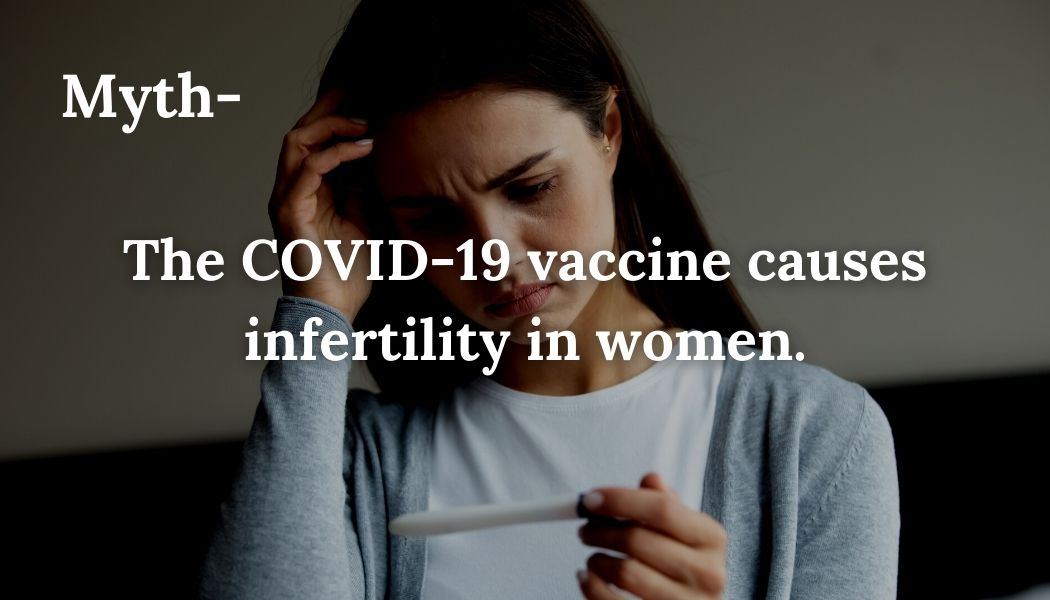 Myth-
The COVID-19 vaccine causes
infertility in women.